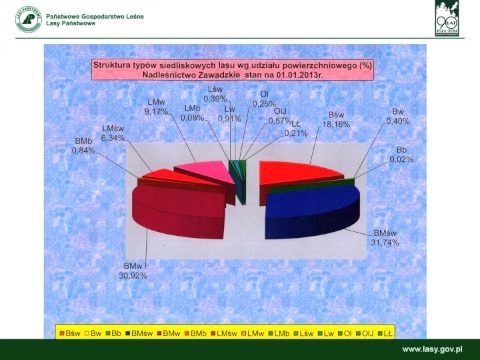 Państwowe Gospodarstwo Leśne
Lasy Państwowe
Struktura typów siedliskowych lasu wg udziału powierzchniowego (%)
Nadleśnictwo Zawadzkie stan na 01.01.2013r.
Lśw
0,39%
Ol
0,25%
LMw
9,17%
LMb
0,08%
Lw
0,91%
OlJ
0,57%
LŁ
0,21%
Bśw
18,16%
Bw
0,40%
LMśw
6,34%
BMb
0,84%
Bb
0,02%
BMśw
31,74%
BMw
30,92%
Bśw Bw Bb BMśw BMw BMb LMśw LMw LMb Lśw Lw Ol OlJ LŁ
www.lasy.gov.pl